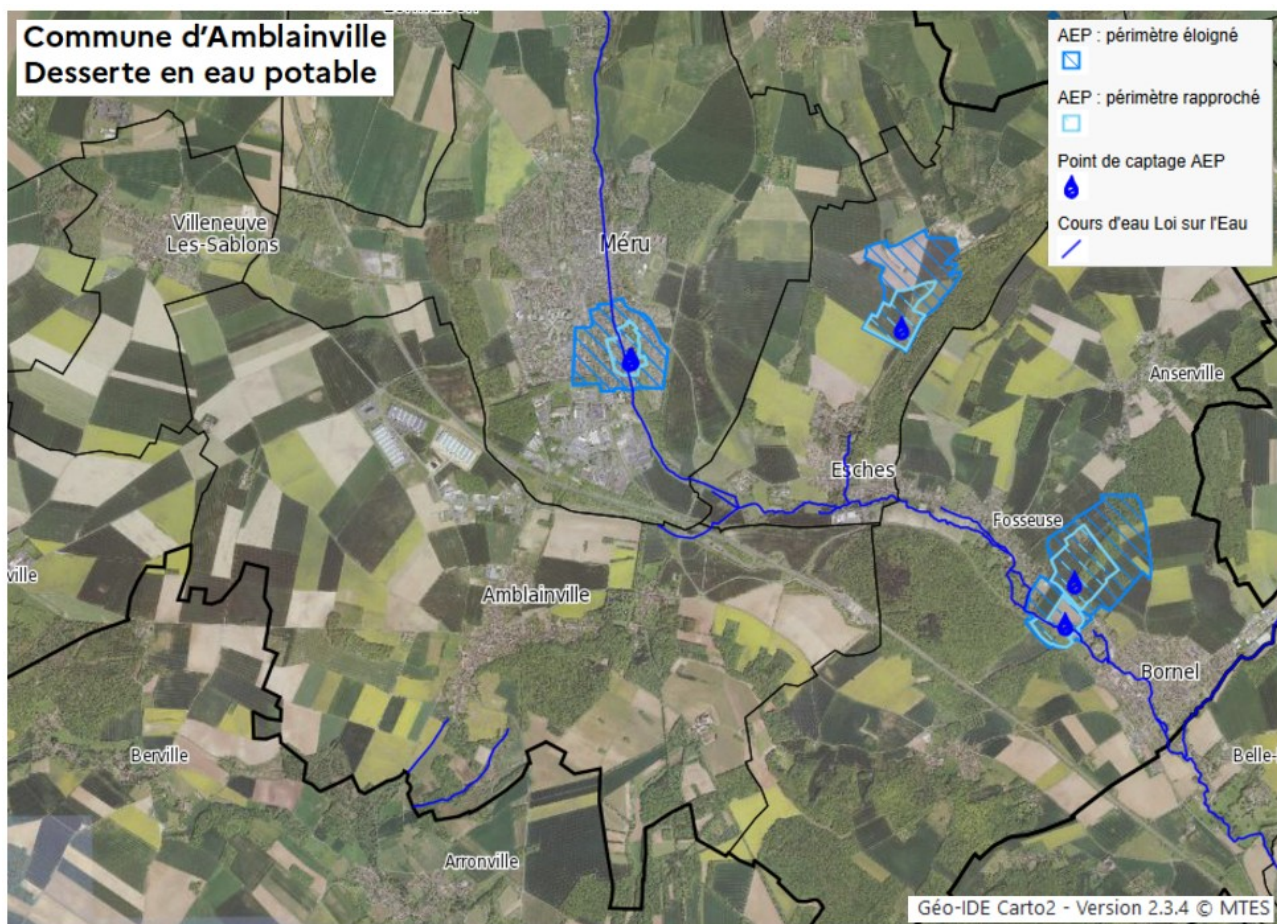 Commune d'Amblainville
Desserte en eau potable
AEP : périmètre éloigné
AEP : périmètre rapproché
Point de captage AEP
Cours d'eau Loi sur l'Eau
Villeneuve
Les-Sablons
Méru
Anserville
Esches
Fosseuse
ville
Amblainville
Bornel
Berville
Belle-
Arronville
Géo-IDE Carto2 - Version 2.3.4 © MTES